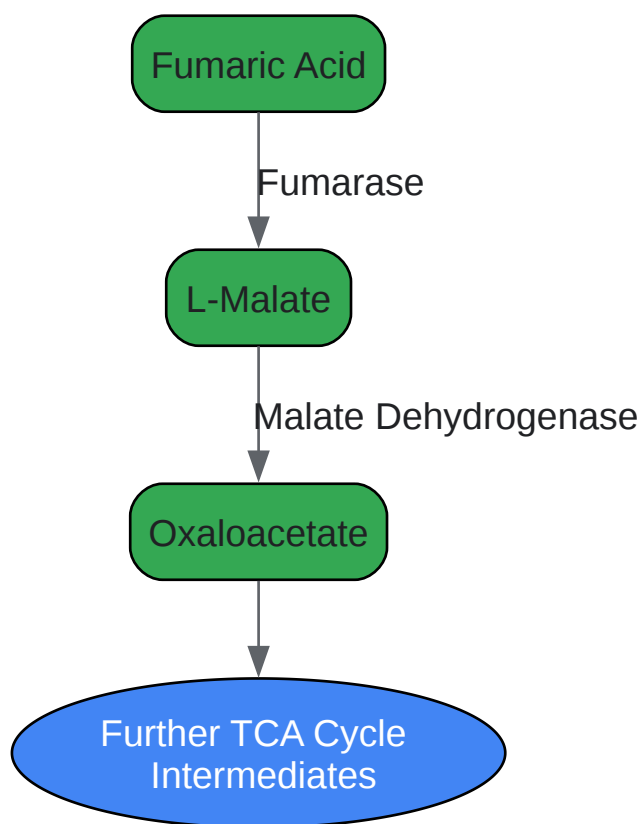 Fumaric Acid
Fumarase
L-Malate
Malate Dehydrogenase
Oxaloacetate
Further TCA Cycle
Intermediates